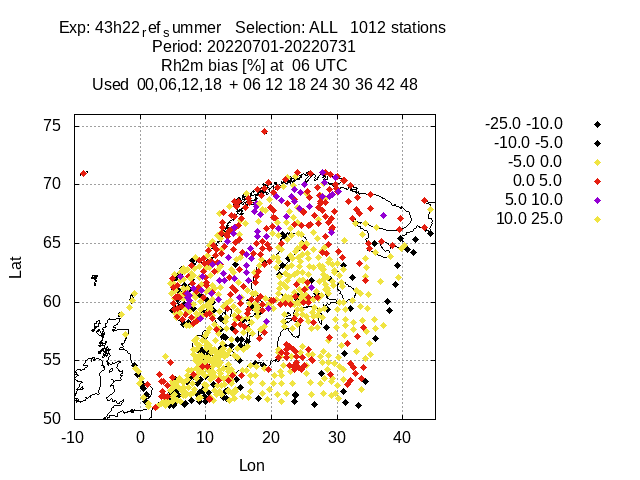 Exp: 43h22ref summer   Selection: ALL   1012 stations
Period: 20220701-20220731
Rh2m bias [%] at  06 UTC
Used  00,06,12,18  + 06 12 18 24 30 36 42 48
-25.0 -10.0
-10.0 -5.0
-5.0 0.0
0.0 5.0
5.0 10.0
10.0 25.0
75
70
65
60
55
50
Lat
-10 0 10 20 30 40
Lon